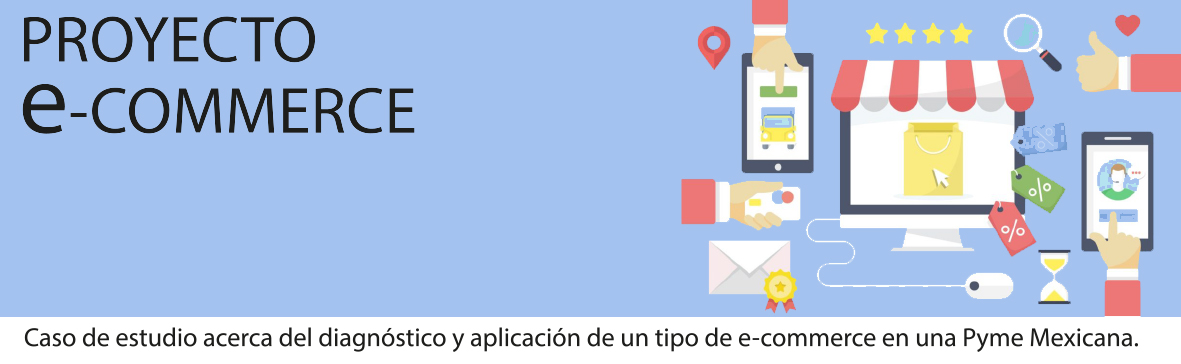 PROYECTO
e-COMMERCE
%
%
Caso de estudio acerca del diagnóstico y aplicación de un tipo de e-commerce en una Pyme Mexicana.